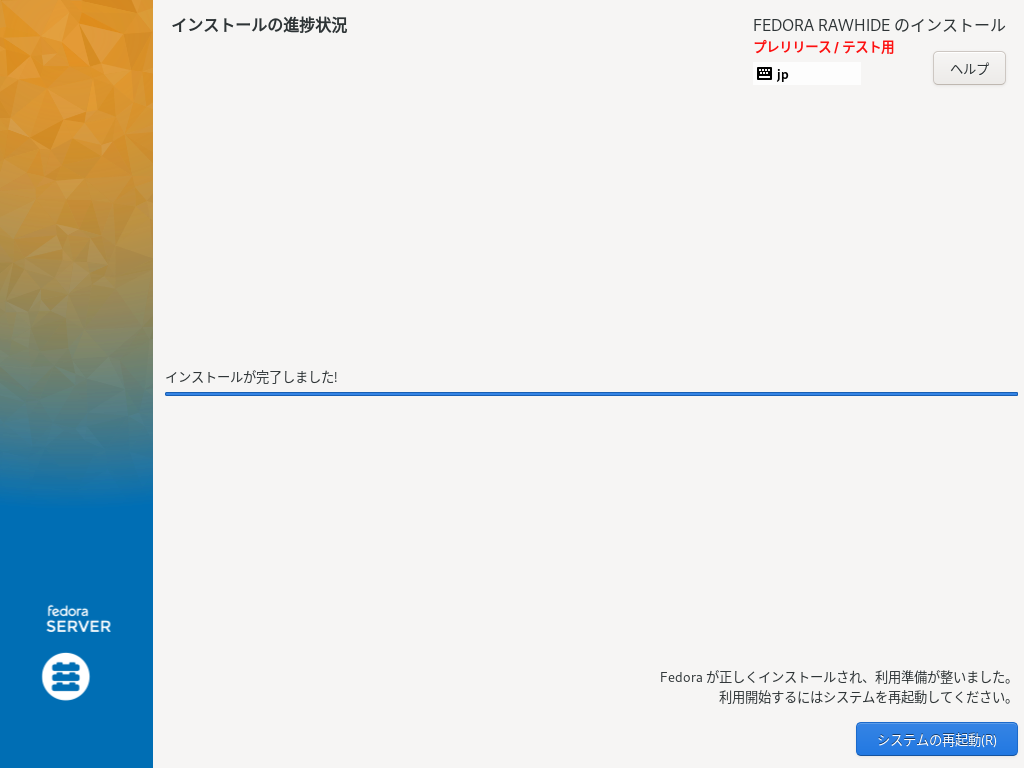 インストールの進捗状況
FEDORA RAWHIDE のインストール
プレリリース / テスト用
jp
ヘルプ
インストールが完了しました!
fedora
SERVER
Fedora が正しくインストールされ、利用準備が整いました。
利用開始するにはシステムを再起動してください。
システムの再起動(R)